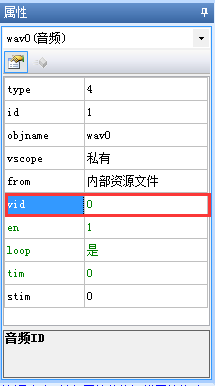 属性
wav0(音频)
type 4
id 1
objname wav0
vscope 私有
from 内部资源文件
vid 0
en 1
loop 是
tim 0
stim 0
音频ID